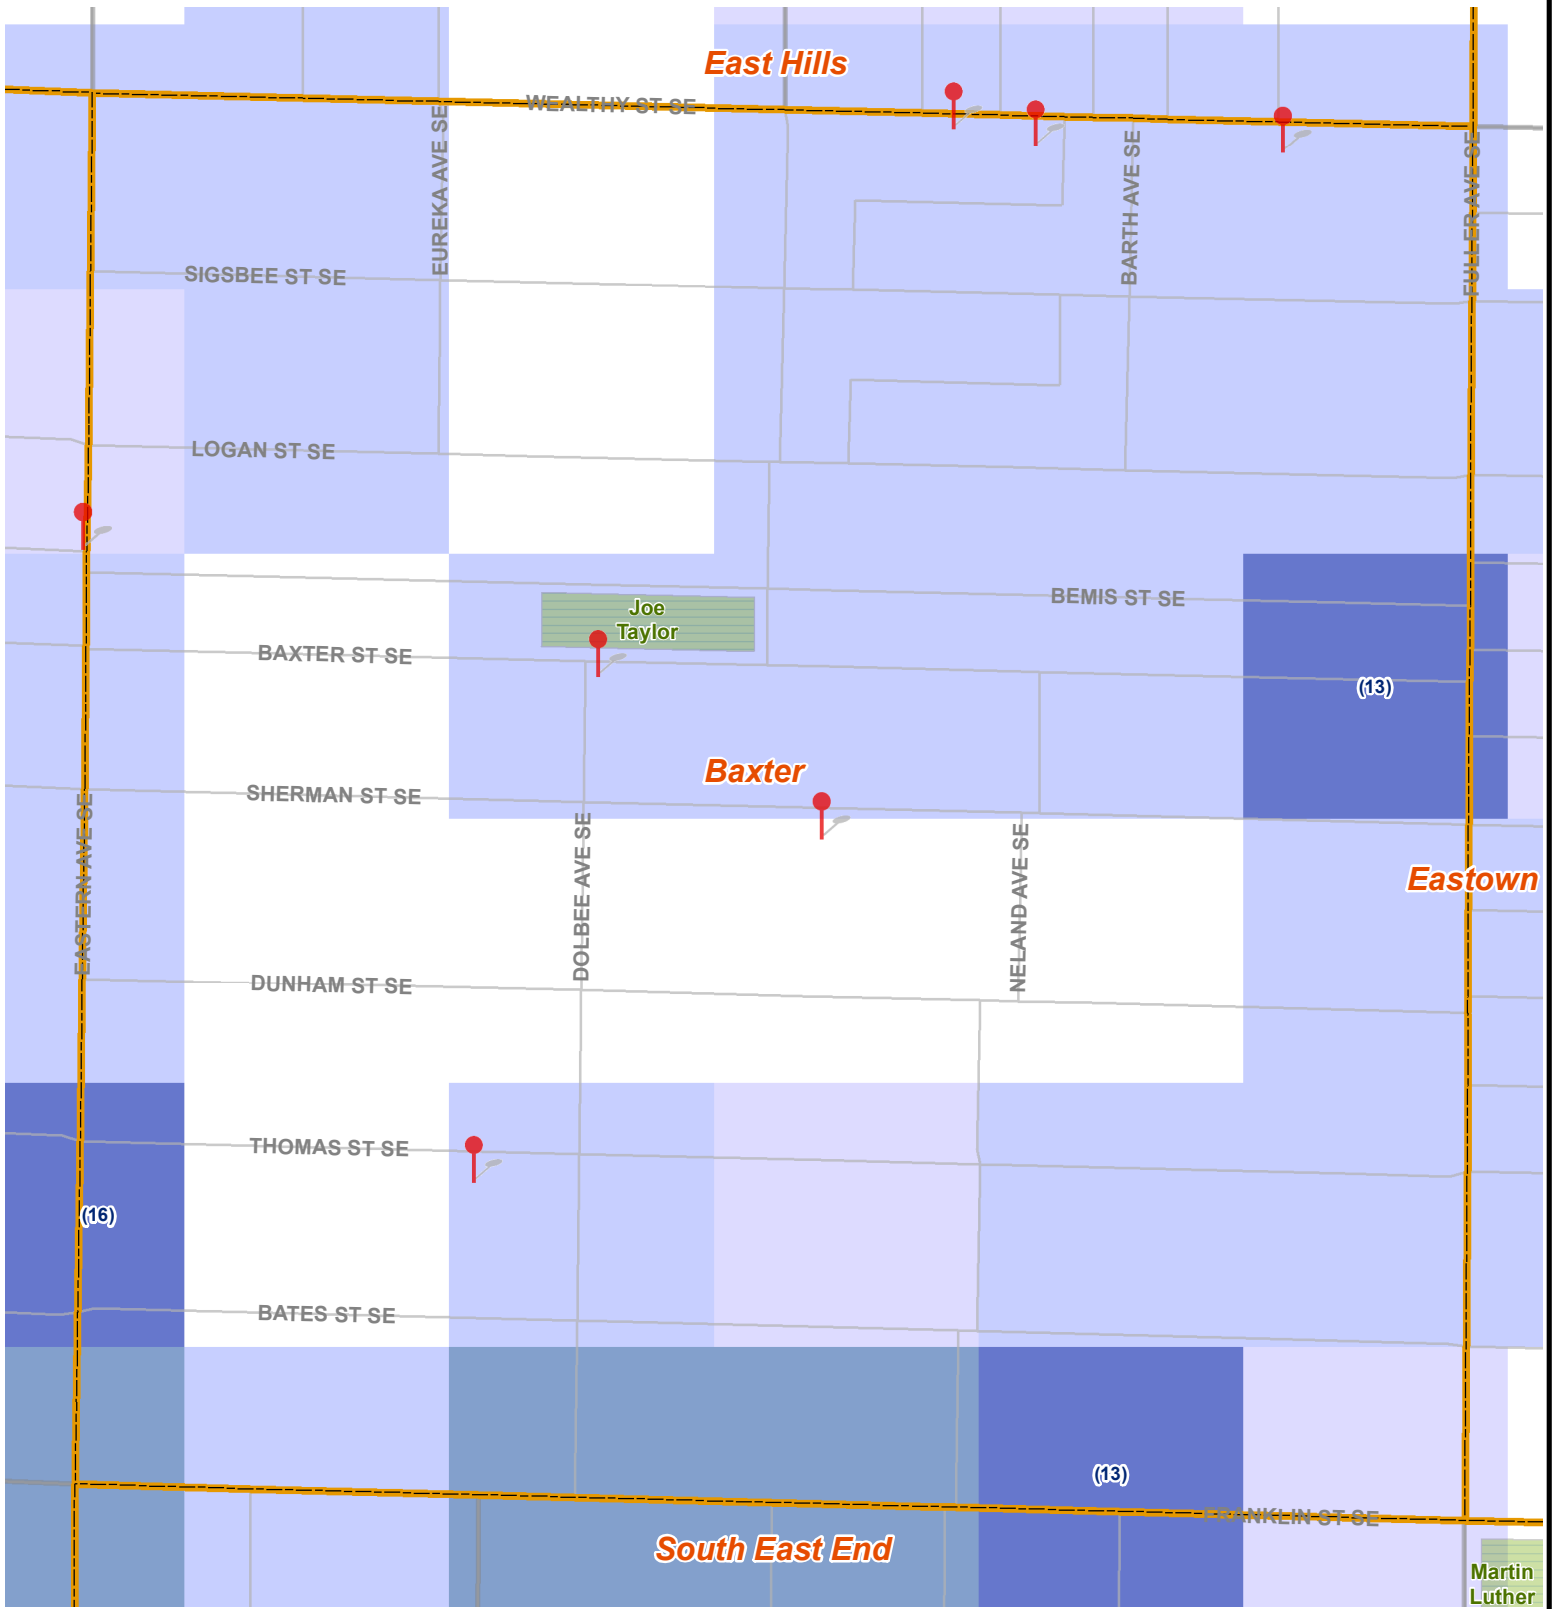 East Hills
WEALTHY ST SE
EUREKA AVE SE
BARTH AVE SE
FULLER AVE SE
SIGSBEE ST SE
LOGAN ST SE
BEMIS ST SE
Joe
Taylor
BAXTER ST SE
(13)
Baxter
SHERMAN ST SE
EASTERN AVE SE
DOLBEE AVE SE
NELAND AVE SE
Eastown
DUNHAM ST SE
THOMAS ST SE
(16)
BATES ST SE
(13)
FRANKLIN ST SE
South East End
Martin
Luther